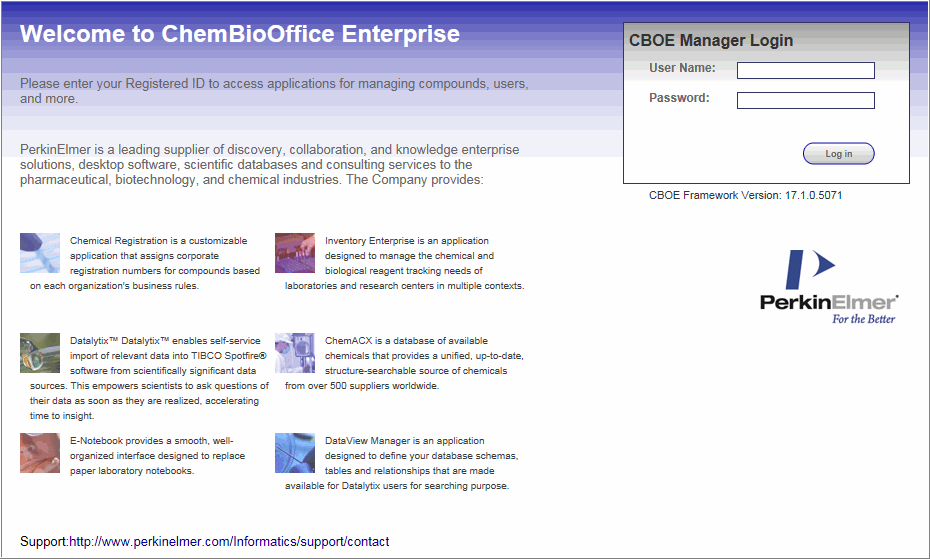 Welcome to ChemBioOffice Enterprise
Please enter your Registered ID to access applications for managing compounds, users,
and more.
PerkinElmer is a leading supplier of discovery, collaboration, and knowledge enterprise
solutions, desktop software, scientific databases and consulting services to the
pharmaceutical, biotechnology, and chemical industries. The Company provides:
Chemical Registration is a customizable
application that assigns corporate
registration numbers for compounds based
on each organization's business rules.
Inventory Enterprise is an application
designed to manage the chemical and
biological reagent tracking needs of
laboratories and research centers in multiple contexts.
Datalytix™ Datalytix™ enables self-service
import of relevant data into TIBCO Spotfire®
software from scientifically significant data
sources. This empowers scientists to ask questions of
their data as soon as they are realized, accelerating
time to insight.
ChemACX is a database of available
chemicals that provides a unified, up-to-date,
structure-searchable source of chemicals
from over 500 suppliers worldwide.
E-Notebook provides a smooth, well-
organized interface designed to replace
paper laboratory notebooks.
DataView Manager is an application
designed to define your database schemas,
tables and relationships that are made
available for Datalytix users for searching purpose.
Support:http://www.perkinelmer.com/Informatics/support/contact
CBOE Manager Login
User Name:
Password:
Log in
CBOE Framework Version: 17.1.0.5071
PerkinElmer
For the Better